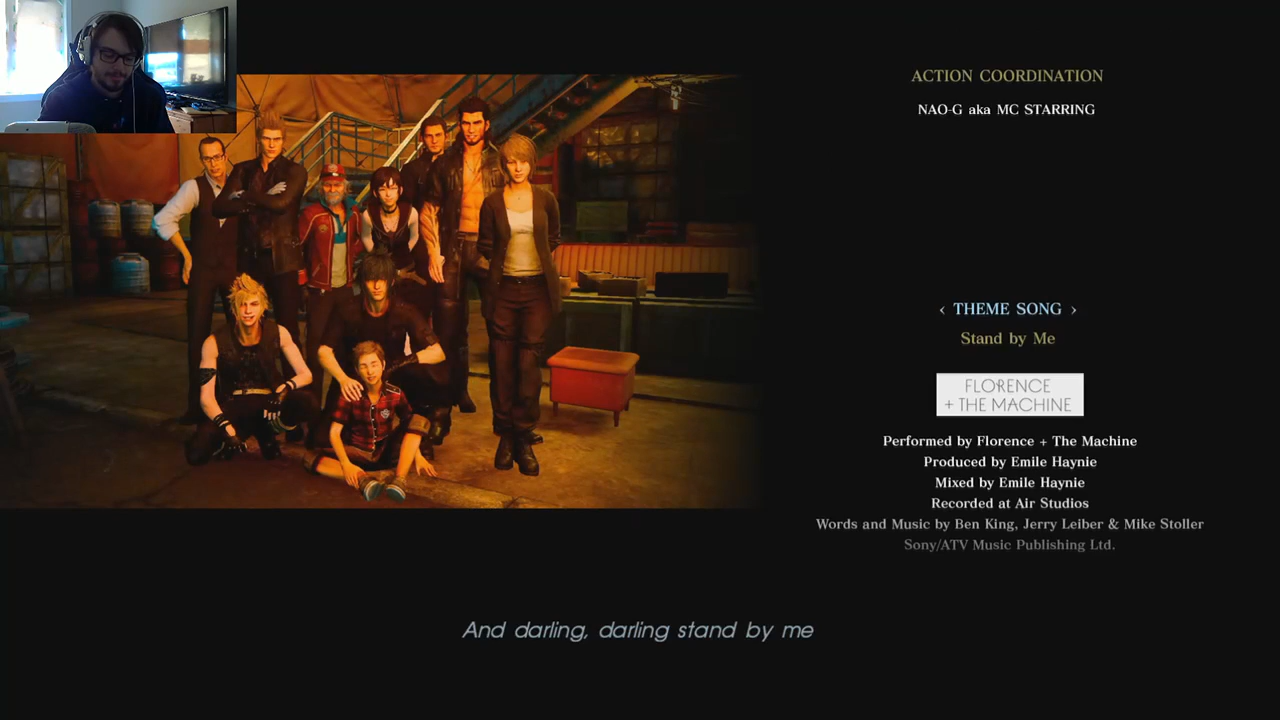 ACTION COORDINATION
NAO-G aka MC STARRING
‹ THEME SONG ›
Stand by Me
FLORENCE
+ THE MACHINE
Performed by Florence + The Machine
Produced by Emile Haynie
Mixed by Emile Haynie
Recorded at Air Studios
Words and Music by Ben King, Jerry Leiber & Mike Stoller
Sony/ATV Music Publishing Ltd.
And darling, darling stand by me